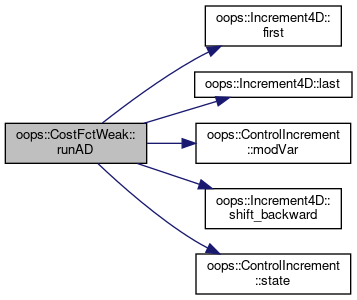 oops::Increment4D::
first
oops::Increment4D::last
oops::CostFctWeak::
runAD
oops::ControlIncrement
::modVar
oops::Increment4D::
shift_backward
oops::ControlIncrement
::state